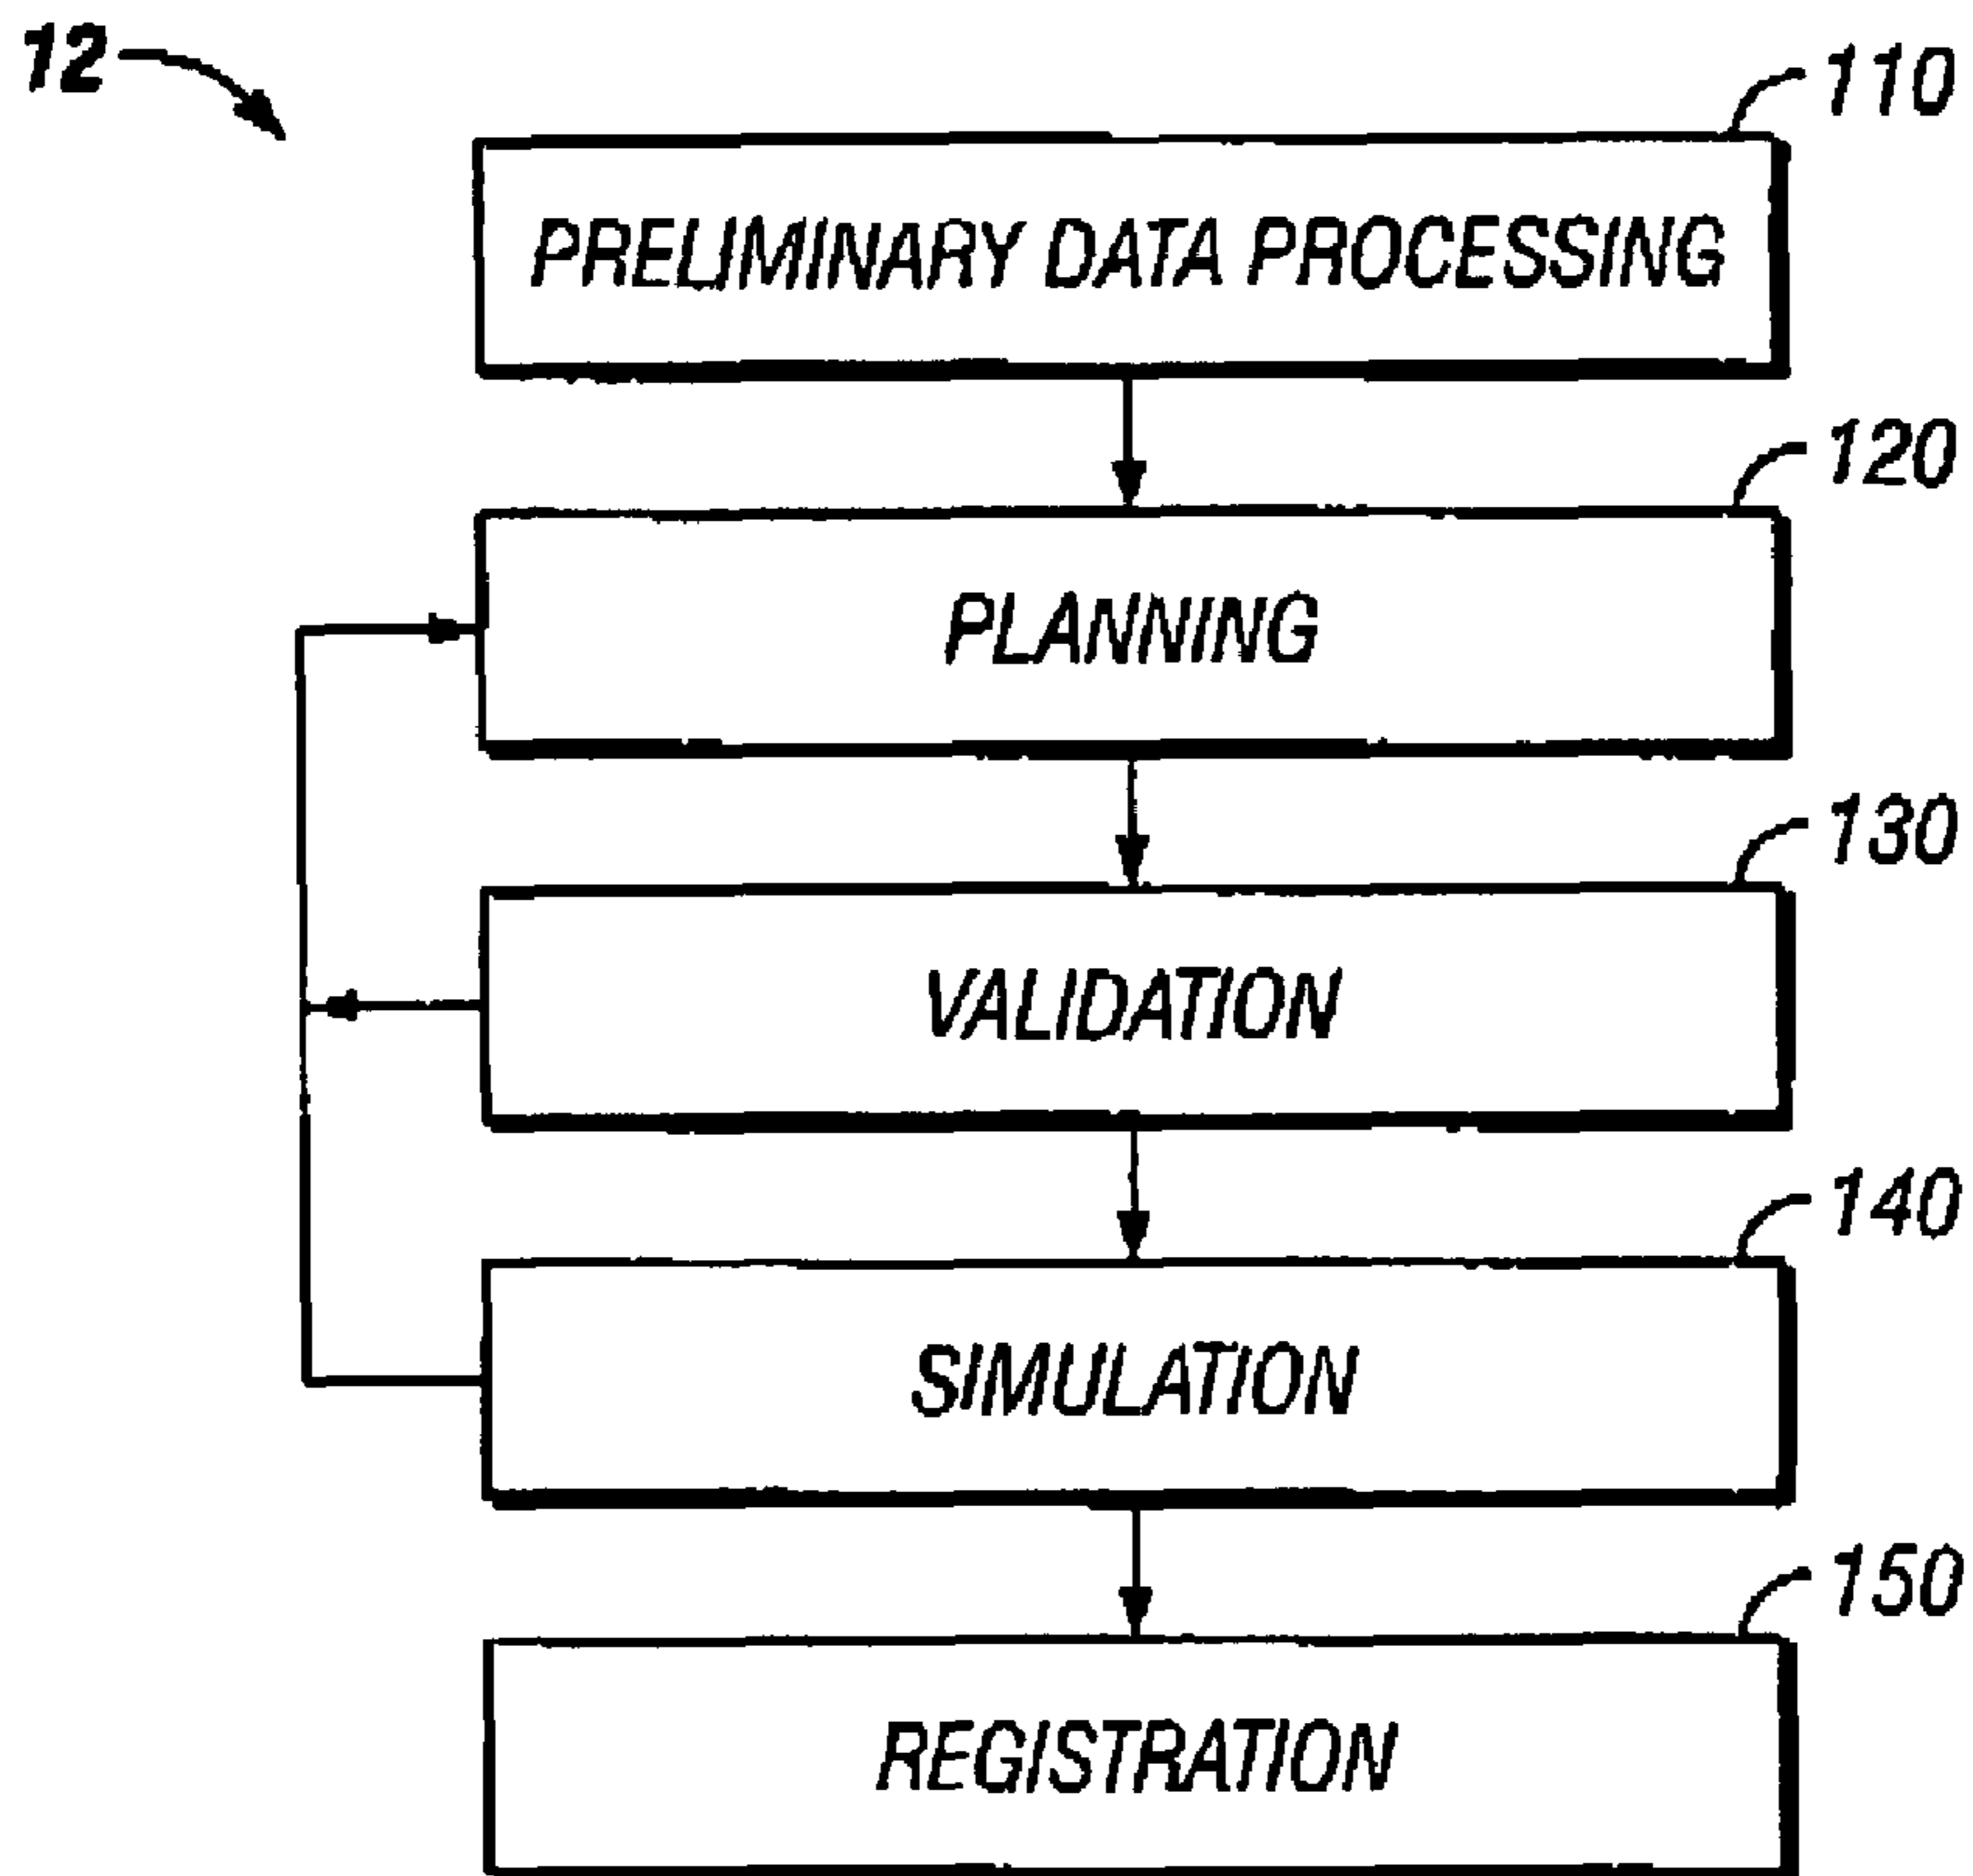 12
110
PRELIMINARY DATA PROCESSING
120
PLANNING
130
VALIDATION
140
SIMULATION
150
REGISTRATION